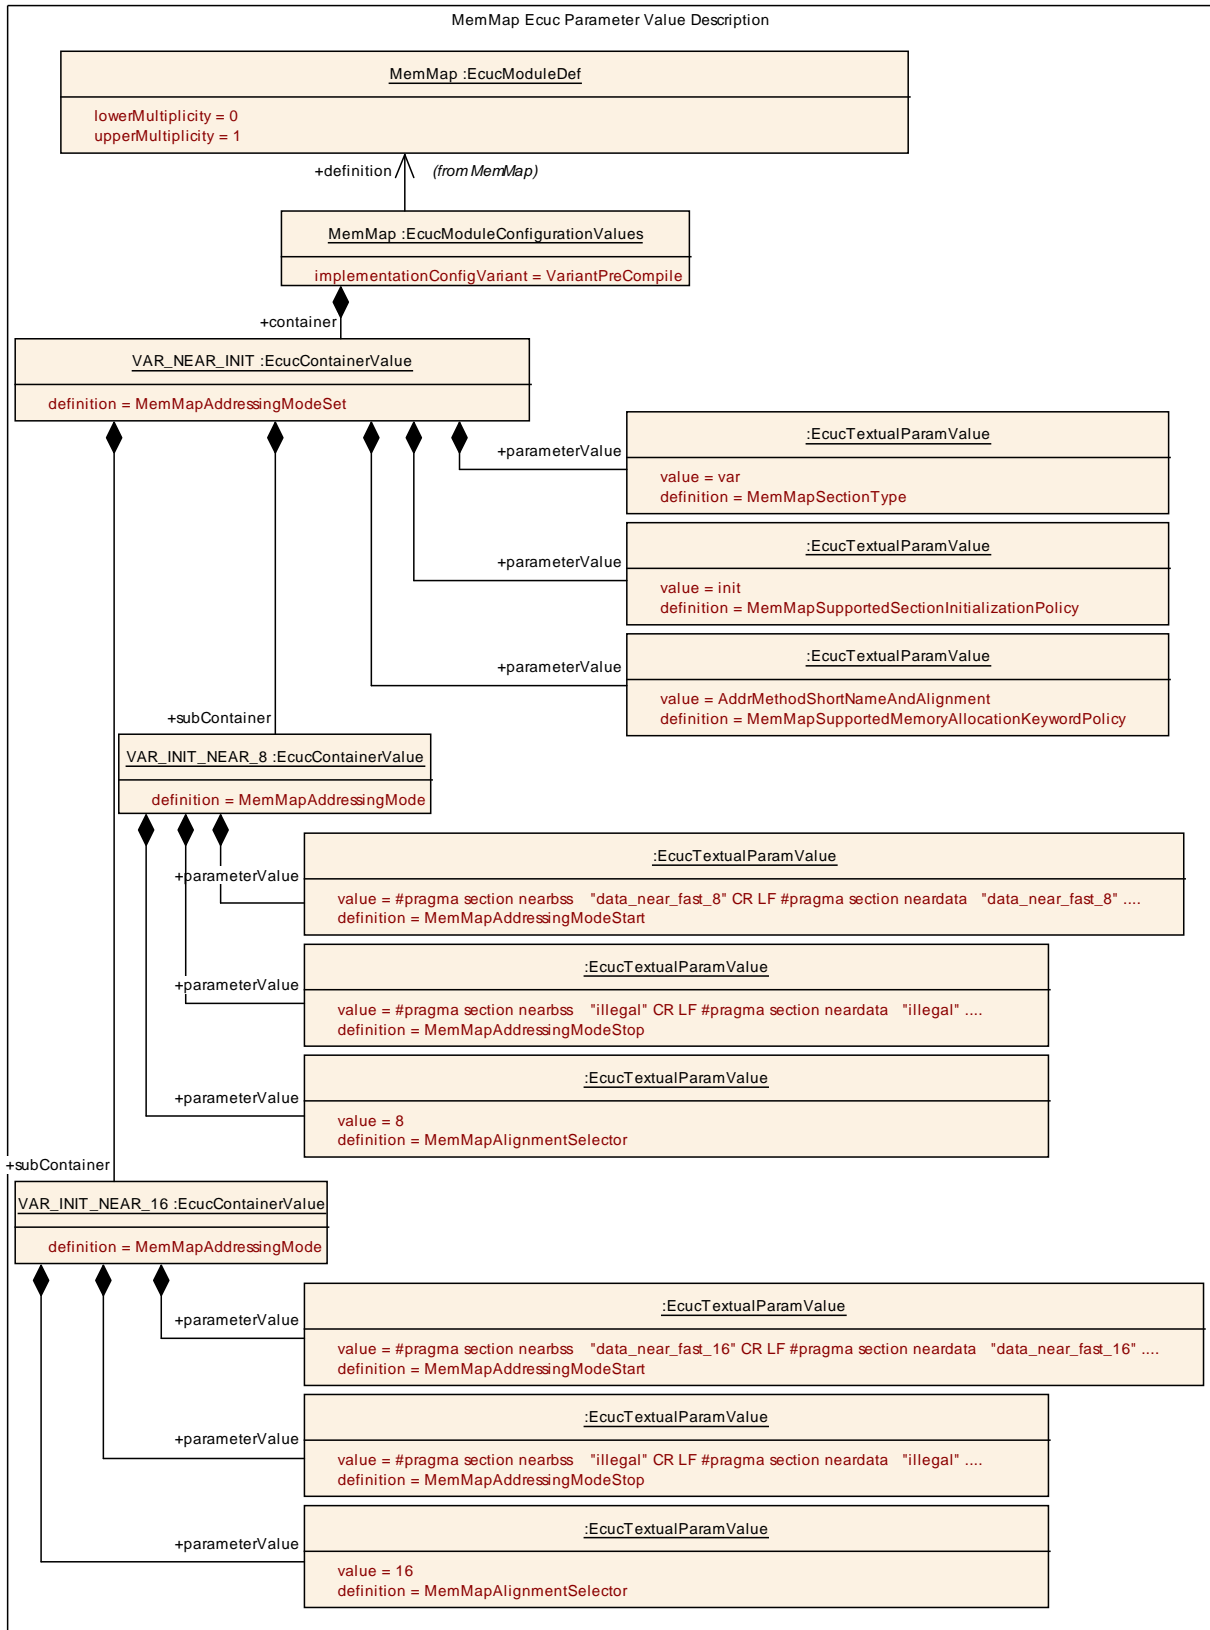 MemMap Ecuc Parameter Value Description
MemMap :EcucModuleDef
lowerMultiplicity = 0
upperMultiplicity = 1
+definition
(from MemMap)
MemMap :EcucModuleConfigurationValues
implementationConfigVariant = VariantPreCompile
+container
VAR_NEAR_INIT :EcucContainerValue
definition = MemMapAddressingModeSet
:EcucTextualParamValue
+parameterValue
value = var
definition = MemMapSectionType
:EcucTextualParamValue
+parameterValue
value = init
definition = MemMapSupportedSectionInitializationPolicy
:EcucTextualParamValue
+parameterValue
value = AddrMethodShortNameAndAlignment
definition = MemMapSupportedMemoryAllocationKeywordPolicy
+subContainer
VAR_INIT_NEAR_8 :EcucContainerValue
definition = MemMapAddressingMode
:EcucTextualParamValue
+parameterValue
value = #pragma section nearbss   "data_near_fast_8" CR LF #pragma section neardata   "data_near_fast_8" ....
definition = MemMapAddressingModeStart
:EcucTextualParamValue
+parameterValue
value = #pragma section nearbss   "illegal" CR LF #pragma section neardata   "illegal" ....
definition = MemMapAddressingModeStop
:EcucTextualParamValue
+parameterValue
value = 8
definition = MemMapAlignmentSelector
+subContainer
VAR_INIT_NEAR_16 :EcucContainerValue
definition = MemMapAddressingMode
:EcucTextualParamValue
+parameterValue
value = #pragma section nearbss   "data_near_fast_16" CR LF #pragma section neardata   "data_near_fast_16" ....
definition = MemMapAddressingModeStart
:EcucTextualParamValue
+parameterValue
value = #pragma section nearbss   "illegal" CR LF #pragma section neardata   "illegal" ....
definition = MemMapAddressingModeStop
:EcucTextualParamValue
+parameterValue
value = 16
definition = MemMapAlignmentSelector